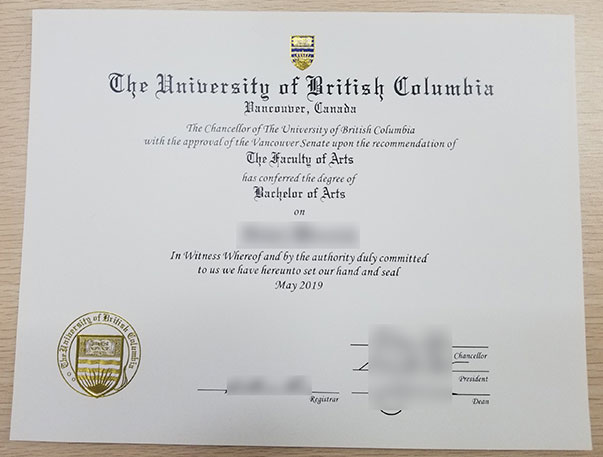 The University of British Columbia
Vancouver, Canada
The Chancellor of The University of British Columbia
with the approval of the Vancouver Senate upon the recommendation of
The Faculty of Arts
has conferred the degree of
Bachelor of Arts
on
In Witness Whereof and by the authority duly committed
to us we have hereunto set our hand and seal
May 2019
The University of British Columbia
Chancellor
President
Registrar
Dean